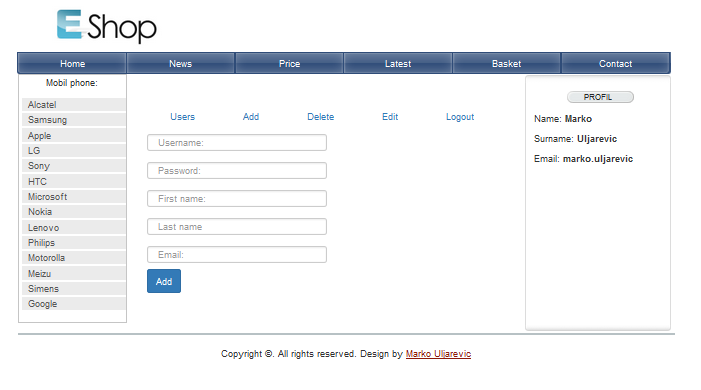 E Shop
Home News Price Latest Basket Contact
Mobil phone:
Alcatel
Samsung
Apple
LG
Sony
HTC
Microsoft
Nokia
Lenovo
Philips
Motorolla
Meizu
Simens
Google
Users Add Delete Edit Logout
Username:
Password:
First name:
Last name
Email:
Add
PROFIL
Name: Marko
Surname: Uljarevic
Email: marko.uljarevic
Copyright ©. All rights reserved. Design by Marko Uljarevic